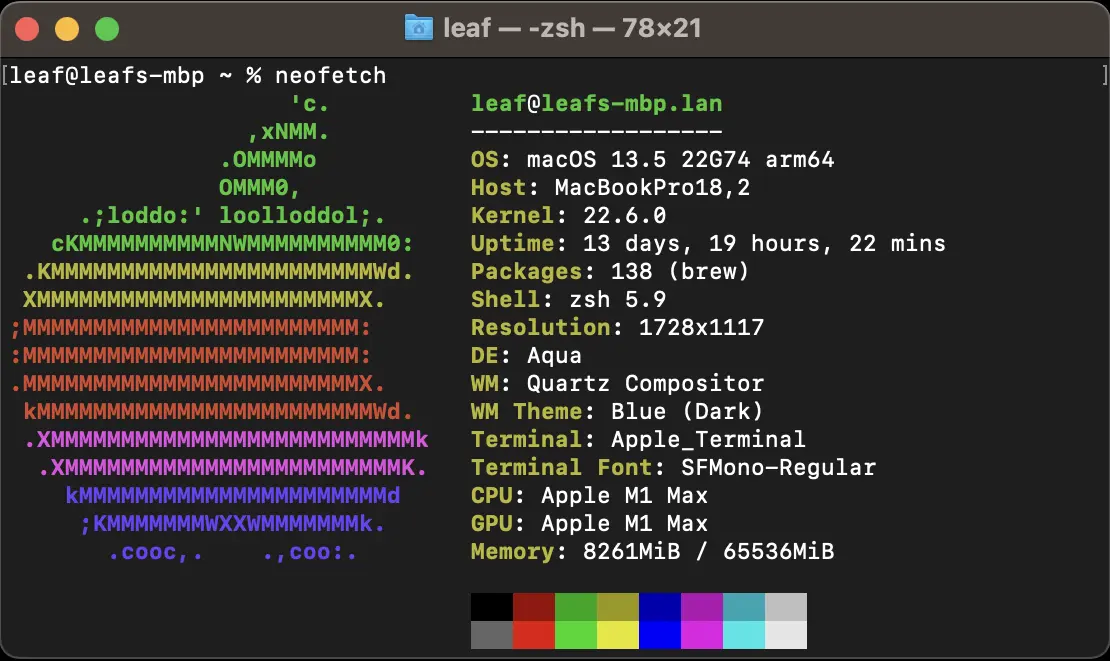 leaf — -zsh — 78×21
[leaf@leafs-mbp ~ % neofetch ]
'c. leaf@leafs-mbp.lan
,xNMM. ------------------
.OMMMMo OS: macOS 13.5 22G74 arm64
OMMM0, Host: MacBookPro18,2
.;loddo:' loolloddol;. Kernel: 22.6.0
cKMMMMMMMMMMNWMMMMMMMMMM0: Uptime: 13 days, 19 hours, 22 mins
.KMMMMMMMMMMMMMMMMMMMMMMMWd. Packages: 138 (brew)
XMMMMMMMMMMMMMMMMMMMMMMMX. Shell: zsh 5.9
;MMMMMMMMMMMMMMMMMMMMMMMM: Resolution: 1728x1117
:MMMMMMMMMMMMMMMMMMMMMMMM: DE: Aqua
.MMMMMMMMMMMMMMMMMMMMMMMMX. WM: Quartz Compositor
kMMMMMMMMMMMMMMMMMMMMMMMMWd. WM Theme: Blue (Dark)
.XMMMMMMMMMMMMMMMMMMMMMMMMMMk Terminal: Apple_Terminal
.XMMMMMMMMMMMMMMMMMMMMMMMMK. Terminal Font: SFMono-Regular
kMMMMMMMMMMMMMMMMMMMMMMd CPU: Apple M1 Max
;KMMMMMMMWXXWMMMMMMMk. GPU: Apple M1 Max
.cooc,. .,coo:. Memory: 8261MiB / 65536MiB